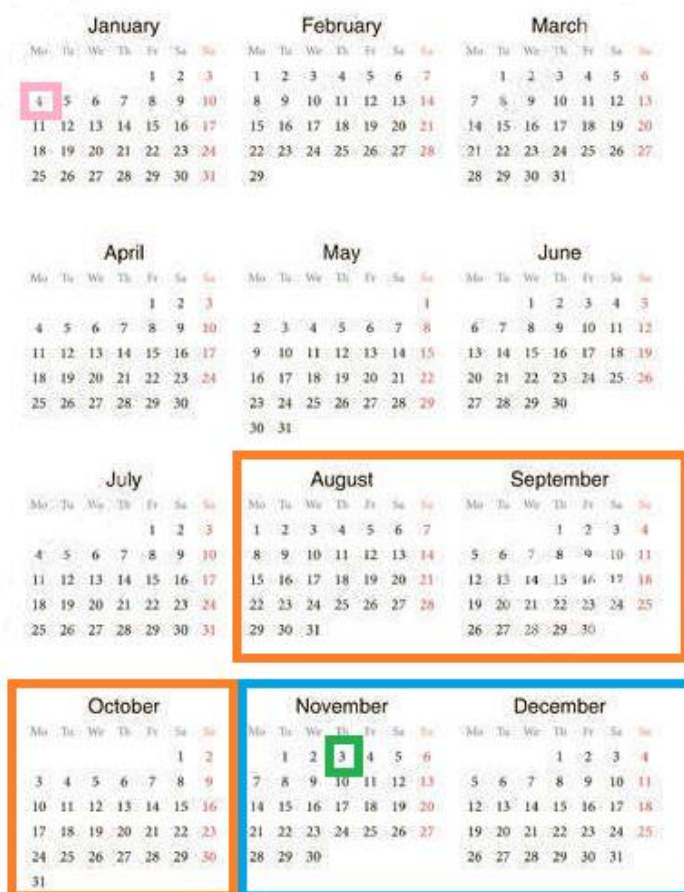 January February March
Mo Tu We Th Fr Sa Su Mo Tu We Th Fr Sa Su Mo Tu We Th Fr Sa Su
1 2 3 1 2 3 4 5 6 7 1 2 3 4 5 6
4 5 6 7 8 9 10 8 9 10 11 12 13 14 7 8 9 10 11 12 13
11 12 13 14 15 16 17 15 16 17 18 19 20 21 14 15 16 17 18 19 20
18 19 20 21 22 23 24 22 23 24 25 26 27 28 21 22 23 24 25 26 27
25 26 27 28 29 30 31 29 28 29 30 31
April May June
Mo Tu We Th Fr Sa Su Mo Tu We Th Fr Sa Su Mo Tu We Th Fr Sa Su
1 2 3 1 1 2 3 4 5
4 5 6 7 8 9 10 2 3 4 5 6 7 8 6 7 8 9 10 11 12
11 12 13 14 15 16 17 9 10 11 12 13 14 15 13 14 15 16 17 18 19
18 19 20 21 22 23 24 16 17 18 19 20 21 22 20 21 22 23 24 25 26
25 26 27 28 29 30 23 24 25 26 27 28 29 27 28 29 30
30 31
July August September
Mo Tu We Th Fr Sa Su Mo Tu We Th Fr Sa Su Mo Tu We Th Fr Sa Su
1 2 3 1 2 3 4 5 6 7 1 2 3 4
4 5 6 7 8 9 10 8 9 10 11 12 13 14 5 6 7 8 9 10 11
11 12 13 14 15 16 17 15 16 17 18 19 20 21 12 13 14 15 16 17 18
18 19 20 21 22 23 24 22 23 24 25 26 27 28 19 20 21 22 23 24 25
25 26 27 28 29 30 31 29 30 31 26 27 28 29 30
October November December
Mo Tu We Th Fr Sa Su Mo Tu We Th Fr Sa Su Mo Tu We Th Fr Sa Su
1 2 1 2 3 4 5 6 1 2 3 4
3 4 5 6 7 8 9 7 8 9 10 11 12 13 5 6 7 8 9 10 11
10 11 12 13 14 15 16 14 15 16 17 18 19 20 12 13 14 15 16 17 18
17 18 19 20 21 22 23 21 22 23 24 25 26 27 19 20 21 22 23 24 25
24 25 26 27 28 29 30 28 29 30 26 27 28 29 30 31
31